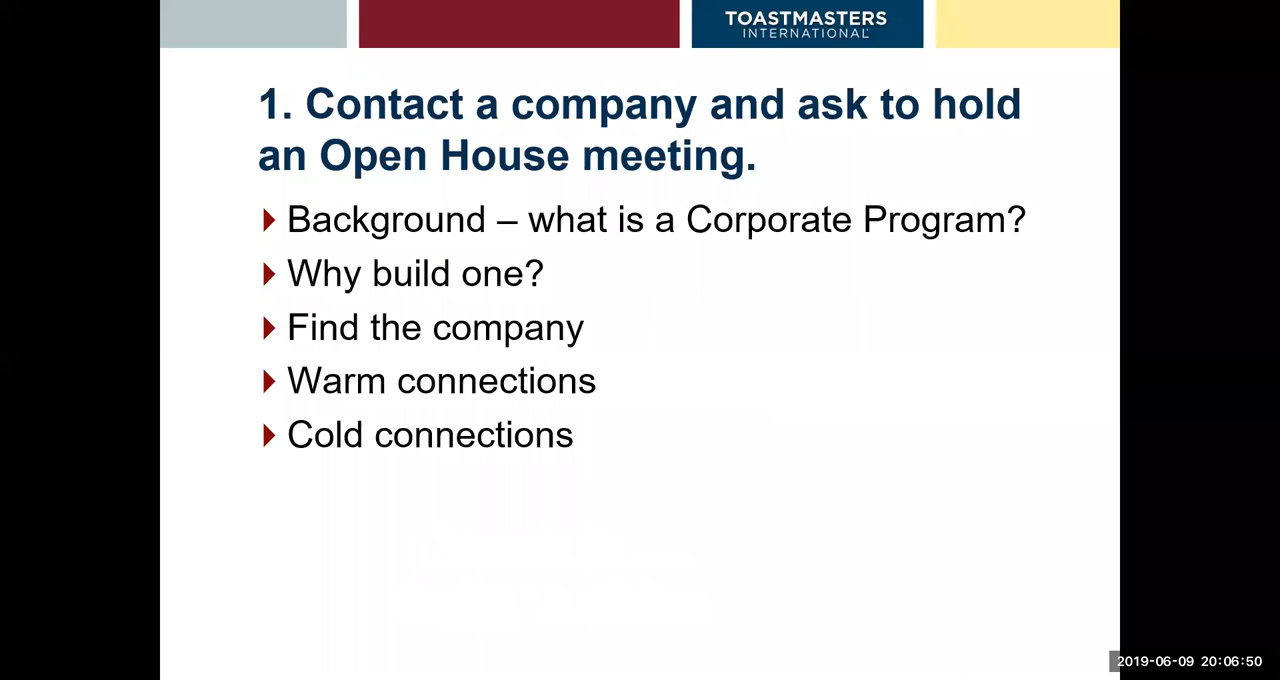 TOASTMASTERS
INTERNATIONAL
1. Contact a company and ask to hold
an Open House meeting.
Background – what is a Corporate Program?
Why build one?
Find the company
Warm connections
Cold connections
2019-06-09 20:06:50